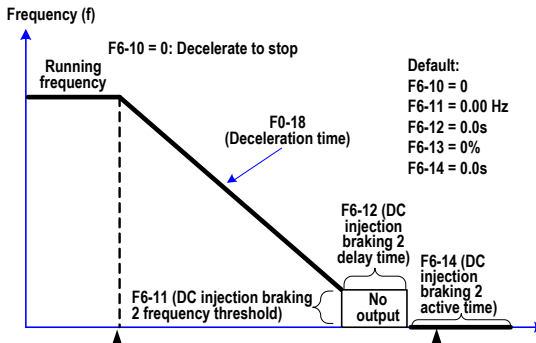 Frequency (f)
F6-10 = 0: Decelerate to stop
Running
frequency
Default:
F6-10 = 0
F6-11 = 0.00 Hz
F6-12 = 0.0s
F6-13 = 0%
F6-14 = 0.0s
F0-18
(Deceleration time)
F6-12 (DC
injection
braking 2
delay time)
F6-14 (DC
injection
braking 2
active time)
F6-11 (DC injection braking
2 frequency threshold)
No
output